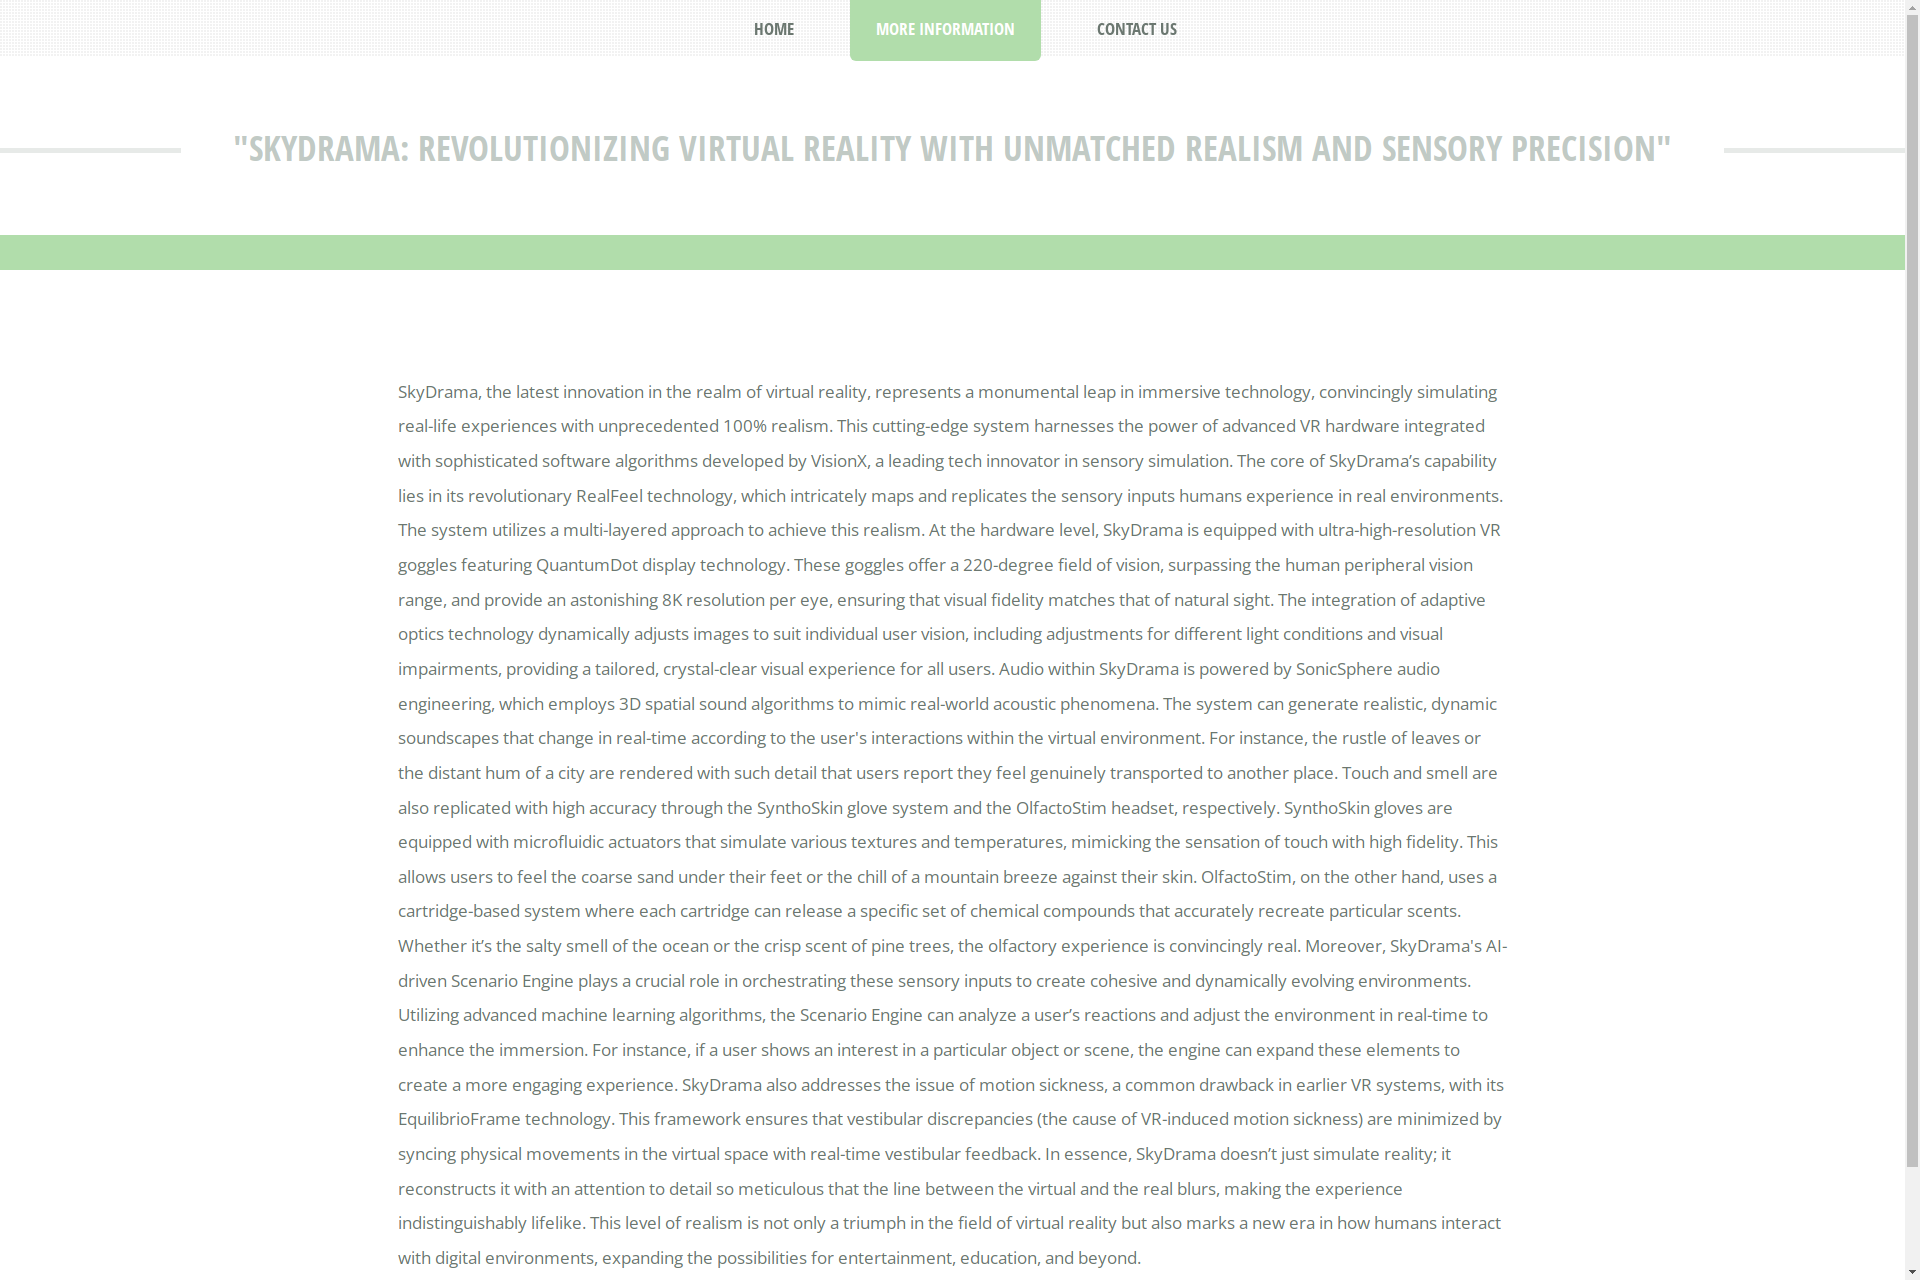 HOME
MORE INFORMATION
CONTACT US
"SKYDRAMA: REVOLUTIONIZING VIRTUAL REALITY WITH UNMATCHED REALISM AND SENSORY PRECISION"
SkyDrama, the latest innovation in the realm of virtual reality, represents a monumental leap in immersive technology, convincingly simulating
real-life experiences with unprecedented 100% realism. This cutting-edge system harnesses the power of advanced VR hardware integrated
with sophisticated software algorithms developed by VisionX, a leading tech innovator in sensory simulation. The core of SkyDrama’s capability
lies in its revolutionary RealFeel technology, which intricately maps and replicates the sensory inputs humans experience in real environments.
The system utilizes a multi-layered approach to achieve this realism. At the hardware level, SkyDrama is equipped with ultra-high-resolution VR
goggles featuring QuantumDot display technology. These goggles offer a 220-degree field of vision, surpassing the human peripheral vision
range, and provide an astonishing 8K resolution per eye, ensuring that visual fidelity matches that of natural sight. The integration of adaptive
optics technology dynamically adjusts images to suit individual user vision, including adjustments for different light conditions and visual
impairments, providing a tailored, crystal-clear visual experience for all users. Audio within SkyDrama is powered by SonicSphere audio
engineering, which employs 3D spatial sound algorithms to mimic real-world acoustic phenomena. The system can generate realistic, dynamic
soundscapes that change in real-time according to the user's interactions within the virtual environment. For instance, the rustle of leaves or
the distant hum of a city are rendered with such detail that users report they feel genuinely transported to another place. Touch and smell are
also replicated with high accuracy through the SynthoSkin glove system and the OlfactoStim headset, respectively. SynthoSkin gloves are
equipped with microfluidic actuators that simulate various textures and temperatures, mimicking the sensation of touch with high fidelity. This
allows users to feel the coarse sand under their feet or the chill of a mountain breeze against their skin. OlfactoStim, on the other hand, uses a
cartridge-based system where each cartridge can release a specific set of chemical compounds that accurately recreate particular scents.
Whether it’s the salty smell of the ocean or the crisp scent of pine trees, the olfactory experience is convincingly real. Moreover, SkyDrama's AI-
driven Scenario Engine plays a crucial role in orchestrating these sensory inputs to create cohesive and dynamically evolving environments.
Utilizing advanced machine learning algorithms, the Scenario Engine can analyze a user’s reactions and adjust the environment in real-time to
enhance the immersion. For instance, if a user shows an interest in a particular object or scene, the engine can expand these elements to
create a more engaging experience. SkyDrama also addresses the issue of motion sickness, a common drawback in earlier VR systems, with its
EquilibrioFrame technology. This framework ensures that vestibular discrepancies (the cause of VR-induced motion sickness) are minimized by
syncing physical movements in the virtual space with real-time vestibular feedback. In essence, SkyDrama doesn’t just simulate reality; it
reconstructs it with an attention to detail so meticulous that the line between the virtual and the real blurs, making the experience
indistinguishably lifelike. This level of realism is not only a triumph in the field of virtual reality but also marks a new era in how humans interact
with digital environments, expanding the possibilities for entertainment, education, and beyond.